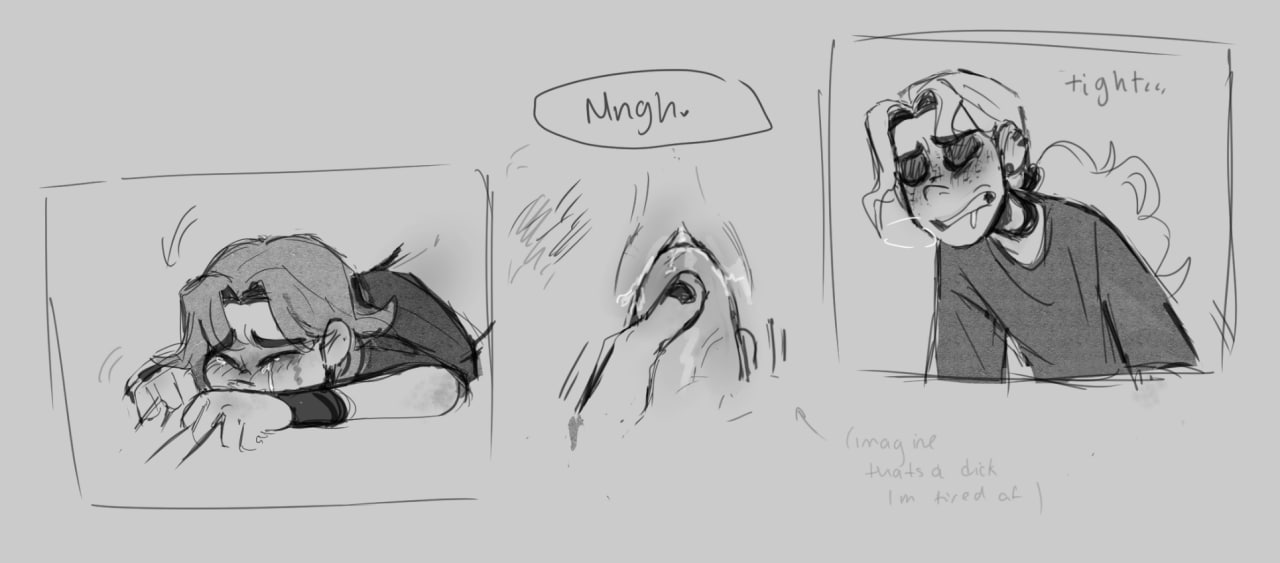 Mngh.
tight...
(imagine
thats a dick
Im tired af)